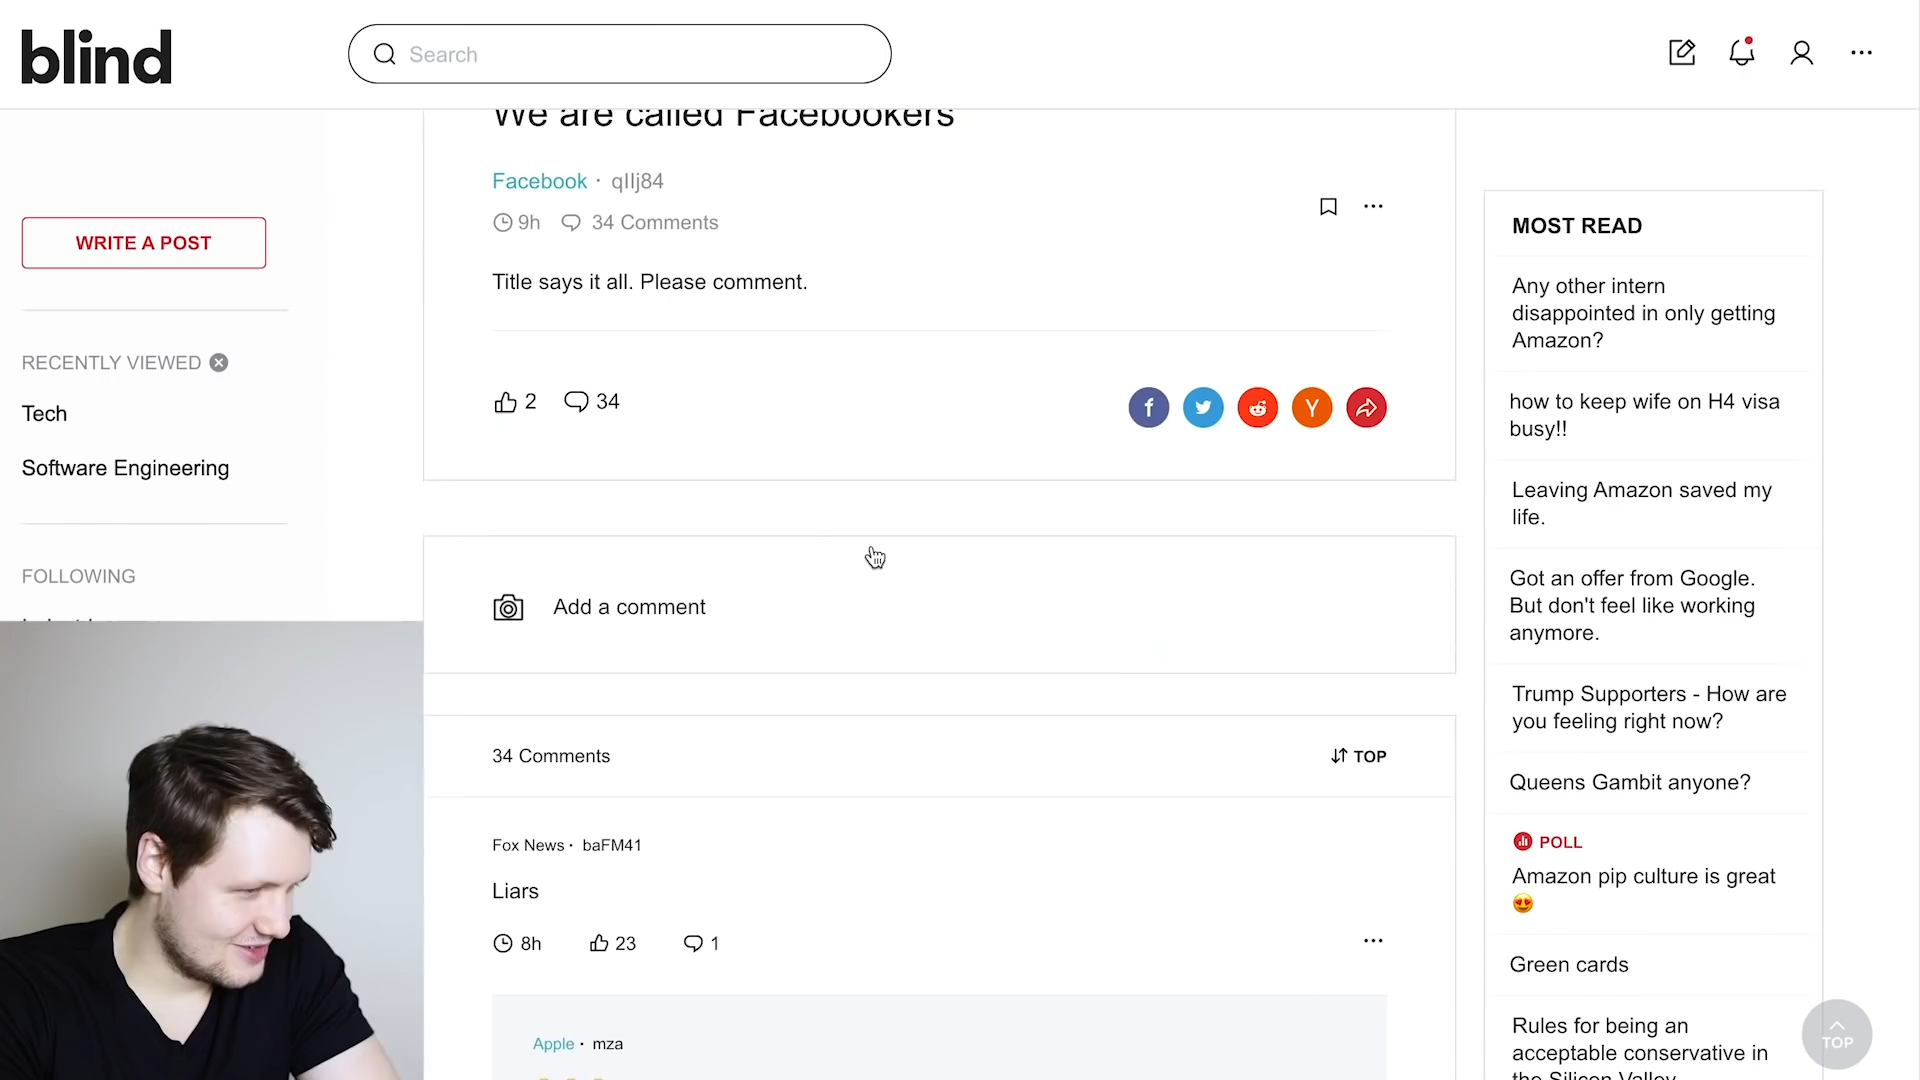 blind
Search
We are called Facebookers
Facebook · qIIj84
9h 34 Comments
Title says it all. Please comment.
2 34
f
Y
WRITE A POST
RECENTLY VIEWED
Tech
Software Engineering
FOLLOWING
Add a comment
34 Comments
TOP
Fox News · baFM41
Liars
8h 23 1
Apple · mza
MOST READ
Any other intern
disappointed in only getting
Amazon?
how to keep wife on H4 visa
busy!!
Leaving Amazon saved my
life.
Got an offer from Google.
But don't feel like working
anymore.
Trump Supporters - How are
you feeling right now?
Queens Gambit anyone?
POLL
Amazon pip culture is great
Green cards
Rules for being an
acceptable conservative in
the Silicon Valley
TOP